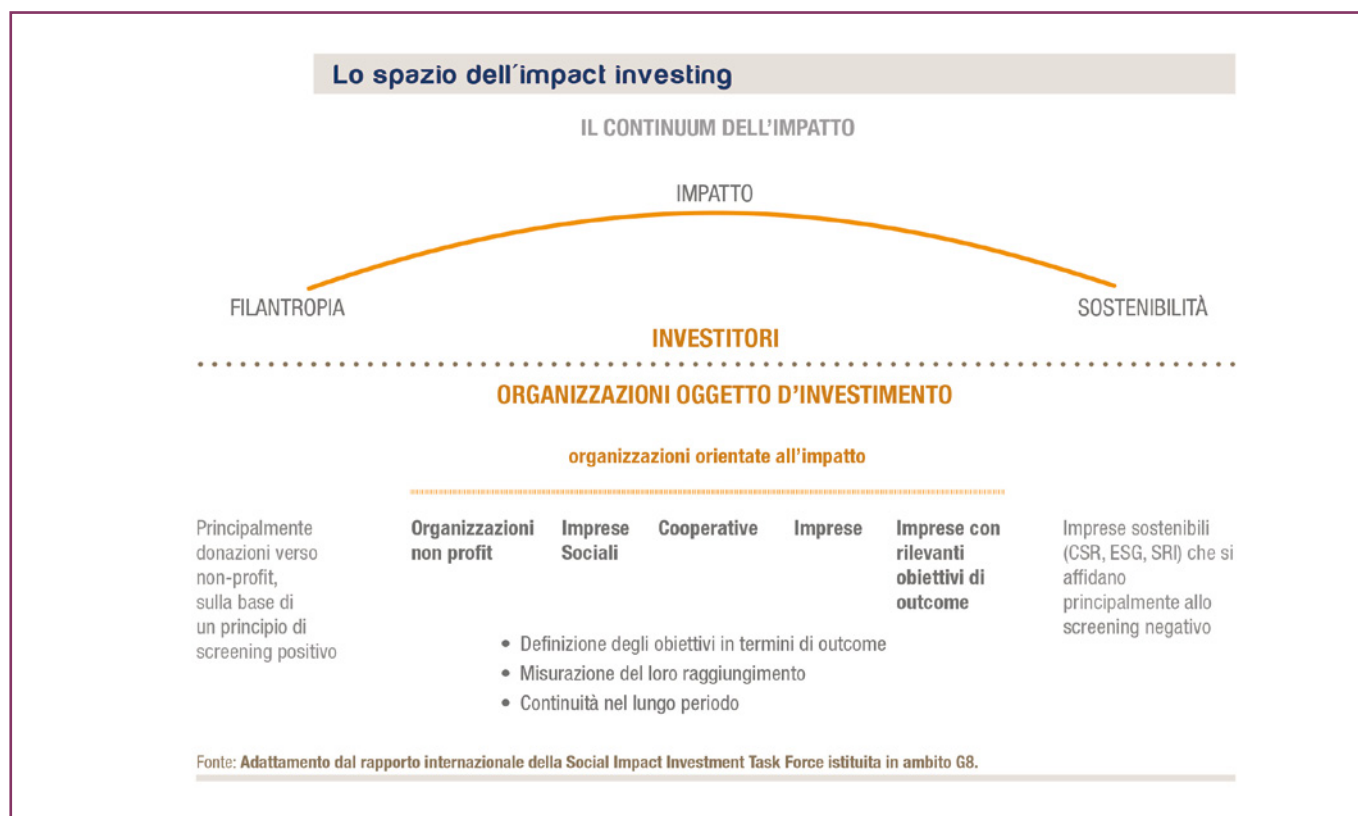 Lo spazio dell´impact investing
IL CONTINUUM DELL'IMPATTO
IMPATTO
FILANTROPIA
SOSTENIBILITÀ
INVESTITORI
ORGANIZZAZIONI OGGETTO D'INVESTIMENTO
organizzazioni orientate all'impatto
Principalmente
donazioni verso
non-profit,
sulla base di
un principio di
screening positivo
Organizzazioni
non profit
Imprese
Sociali
Cooperative
Imprese
Imprese con
rilevanti
obiettivi di
outcome
Imprese sostenibili
(CSR, ESG, SRI) che si
affidano
principalmente allo
screening negativo
• Definizione degli obiettivi in termini di outcome
• Misurazione del loro raggiungimento
• Continuità nel lungo periodo
Fonte: Adattamento dal rapporto internazionale della Social Impact Investment Task Force istituita in ambito G8.